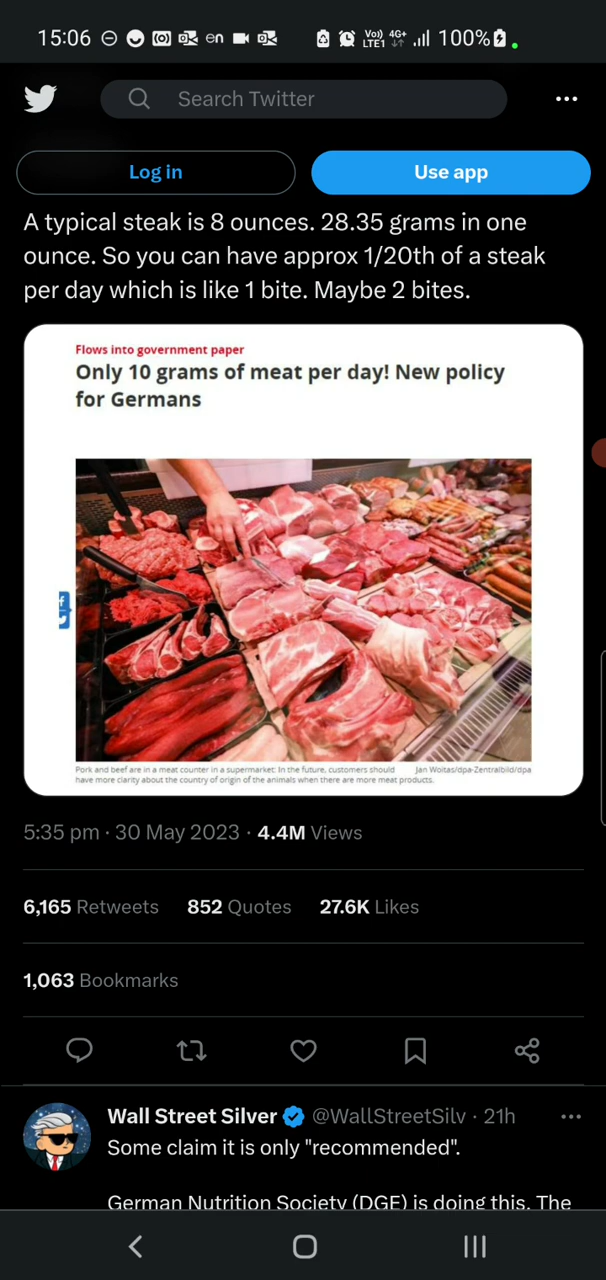 15:06
en
Vo))
LTE1
4G+
100%
Search Twitter
Log in
Use app
A typical steak is 8 ounces. 28.35 grams in one
ounce. So you can have approx 1/20th of a steak
per day which is like 1 bite. Maybe 2 bites.
Flows into government paper
Only 10 grams of meat per day! New policy
for Germans
Pork and beef are in a meat counter in a supermarket: In the future, customers should
have more clarity about the country of origin of the animals when there are more meat products.
Jan Woitas/dpa-Zentralbild/dpa
5:35 pm · 30 May 2023 · 4.4M Views
6,165 Retweets 852 Quotes 27.6K Likes
1,063 Bookmarks
Wall Street Silver @WallStreetSilv · 21h
Some claim it is only "recommended".
German Nutrition Society (DGE) is doing this. The